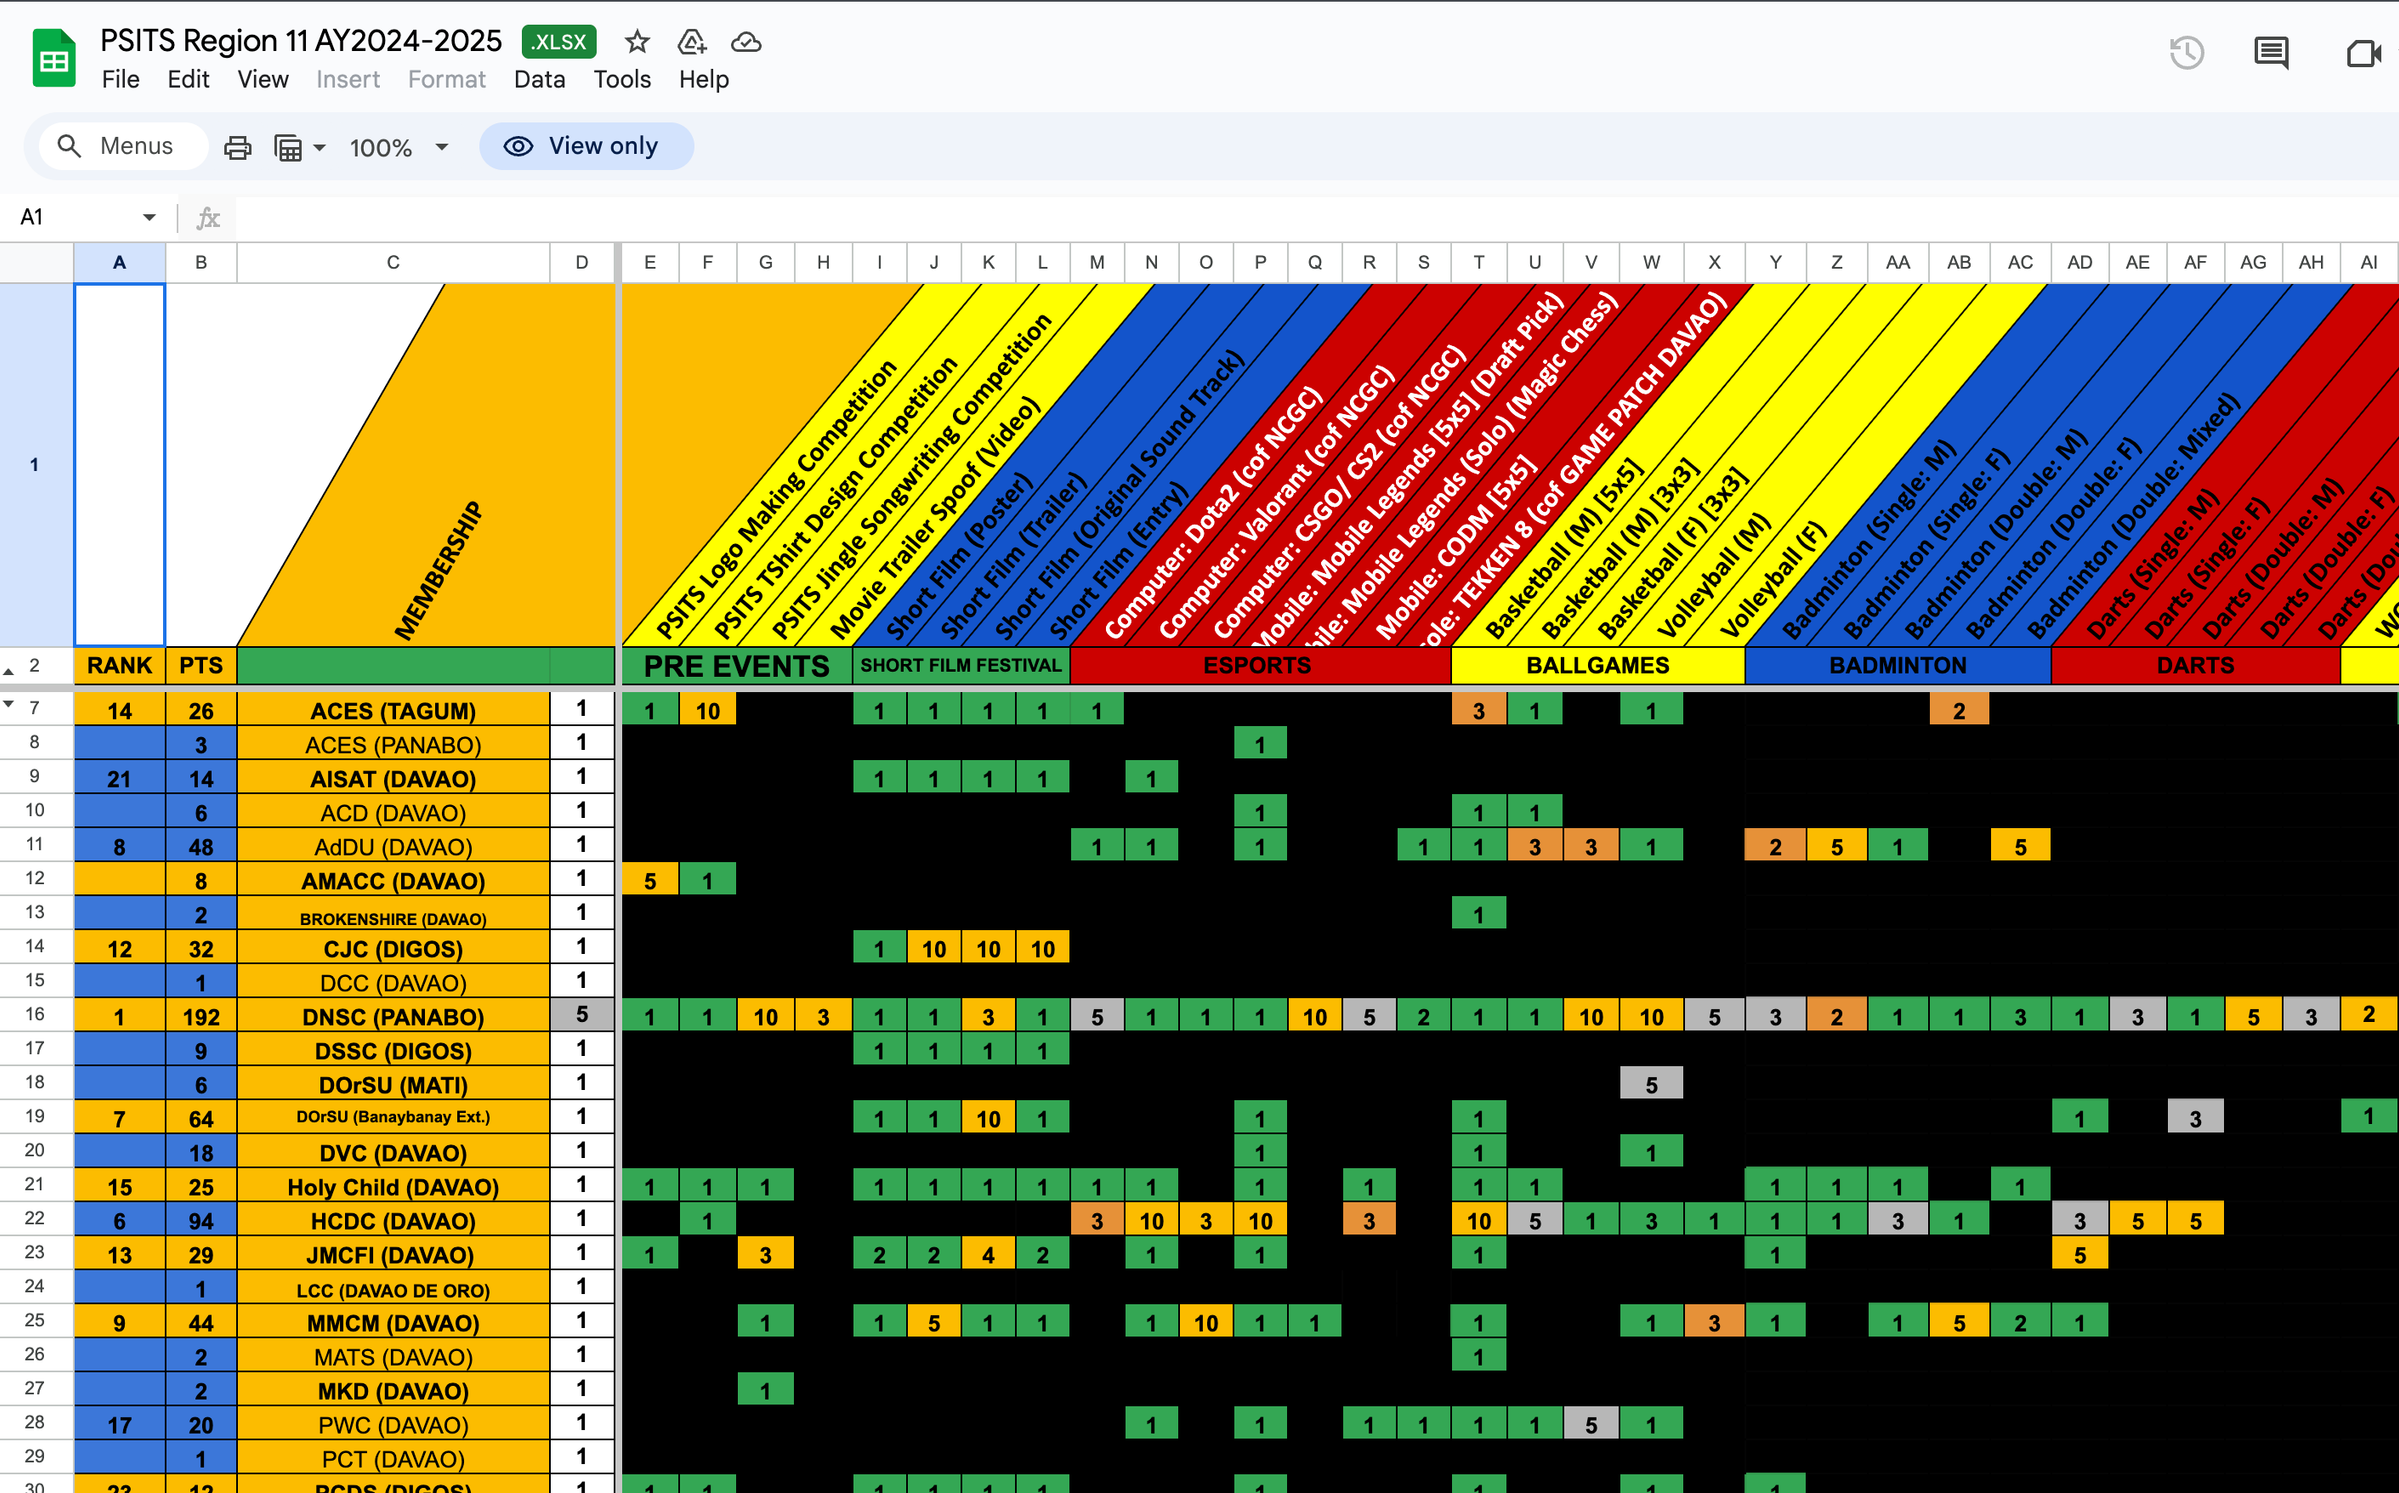 PSITS Region 11 AY2024-2025 .XLSX
File Edit View Insert Format Data Tools Help
Menus 100% View only
A1 fx
A B C D E F G H I J K L M N O P Q R S T U V W X Y Z AA AB AC AD AE AF AG AH AI
1
MEMBERSHIP
PSITS Logo Making Competition
PSITS TShirt Design Competition
PSITS Jingle Songwriting Competition
Movie Trailer Spoof (Video)
Short Film (Poster)
Short Film (Trailer)
Short Film (Original Sound Track)
Short Film (Entry)
Computer: Dota2 (cof NCGC)
Computer: Valorant (cof NCGC)
Computer: CSGO/ CS2 (cof NCGC)
Mobile: Mobile Legends [5x5] (Draft Pick)
bile: Mobile Legends (Solo) (Magic Chess)
Mobile: CODM [5x5]
sole: TEKKEN 8 (cof GAME PATCH DAVAO)
Basketball (M) [5x5]
Basketball (M) [3x3]
Basketball (F) [3x3]
Volleyball (M)
Volleyball (F)
Badminton (Single: M)
Badminton (Single: F)
Badminton (Double: M)
Badminton (Double: F)
Badminton (Double: Mixed)
Darts (Single: M)
Darts (Single: F)
Darts (Double: M)
Darts (Double: F)
Darts (Dou
2 RANK PTS PRE EVENTS SHORT FILM FESTIVAL ESPORTS BALLGAMES BADMINTON DARTS
7 14 26 ACES (TAGUM) 1 1 10 1 1 1 1 1 3 1 1 2
8 3 ACES (PANABO) 1 1
9 21 14 AISAT (DAVAO) 1 1 1 1 1 1
10 6 ACD (DAVAO) 1 1 1 1
11 8 48 AdDU (DAVAO) 1 1 1 1 1 1 3 3 1 2 5 1 5
12 8 AMACC (DAVAO) 1 5 1
13 2 BROKENSHIRE (DAVAO) 1 1
14 12 32 CJC (DIGOS) 1 1 10 10 10
15 1 DCC (DAVAO) 1
16 1 192 DNSC (PANABO) 5 1 1 10 3 1 1 3 1 5 1 1 1 10 5 2 1 1 10 10 5 3 2 1 1 3 1 3 1 5 3 2
17 9 DSSC (DIGOS) 1 1 1 1 1
18 6 DOrSU (MATI) 1 5
19 7 64 DOrSU (Banaybanay Ext.) 1 1 1 10 1 1 1 1 3 1
20 18 DVC (DAVAO) 1 1 1 1
21 15 25 Holy Child (DAVAO) 1 1 1 1 1 1 1 1 1 1 1 1 1 1 1 1 1 1
22 6 94 HCDC (DAVAO) 1 1 3 10 3 10 3 10 5 1 3 1 1 1 3 1 3 5 5
23 13 29 JMCFI (DAVAO) 1 1 3 2 2 4 2 1 1 1 1 5
24 1 LCC (DAVAO DE ORO) 1
25 9 44 MMCM (DAVAO) 1 1 1 5 1 1 1 10 1 1 1 1 3 1 1 5 2 1
26 2 MATS (DAVAO) 1 1
27 2 MKD (DAVAO) 1 1
28 17 20 PWC (DAVAO) 1 1 1 1 1 1 1 5 1
29 1 PCT (DAVAO) 1
30